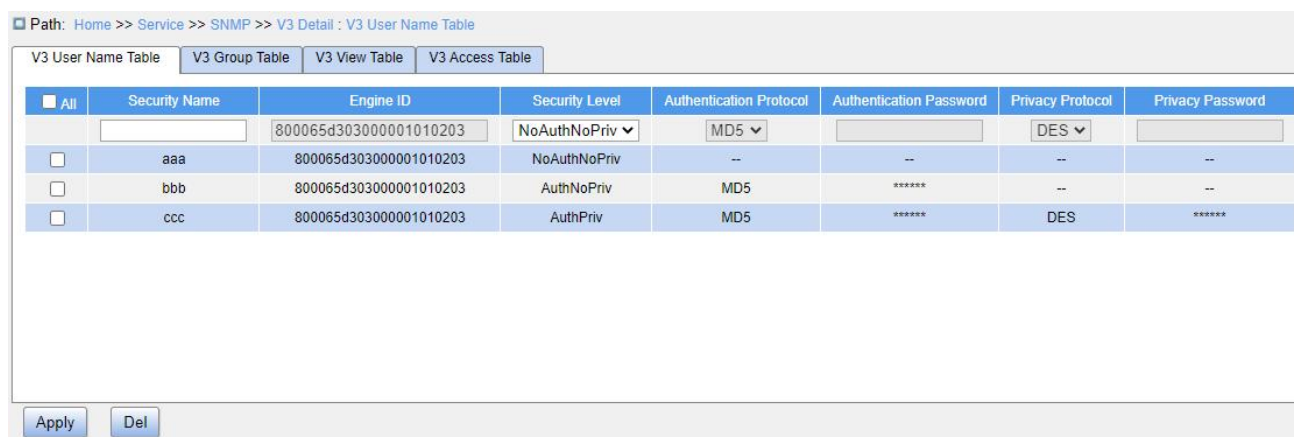 Path: Home >> Service >> SNMP >> V3 Detail : V3 User Name Table
V3 User Name Table V3 Group Table V3 View Table V3 Access Table
All Security Name Engine ID Security Level Authentication Protocol Authentication Password Privacy Protocol Privacy Password
800065d303000001010203 NoAuthNoPriv MD5 DES
aaa 800065d303000001010203 NoAuthNoPriv -- -- -- --
bbb 800065d303000001010203 AuthNoPriv MD5 ****** -- --
ccc 800065d303000001010203 AuthPriv MD5 ****** DES ******
Apply Del